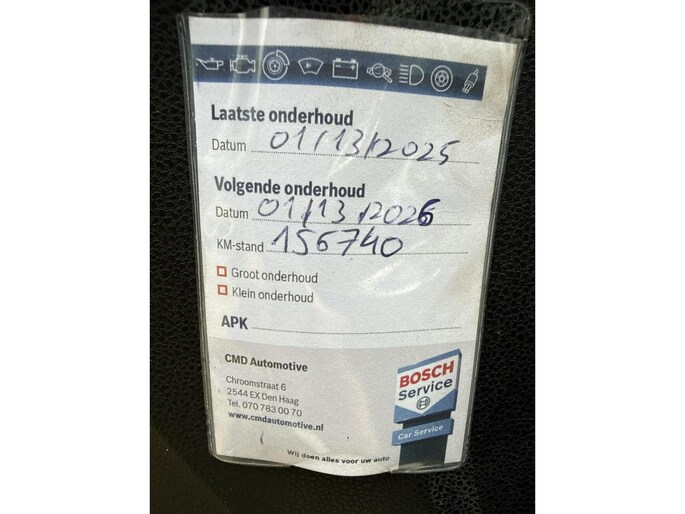 Laatste onderhoud
Datum 01/13/2025
Volgende onderhoud
Datum 01/13/2026
KM-stand 156740
Groot onderhoud
Klein onderhoud
APK
CMD Automotive
Chroomstraat 6
2544 EX Den Haag
Tel. 070 783 00 70
www.cmdautomotive.nl
BOSCH
Service
Car Service
Wij doen alles voor uw auto